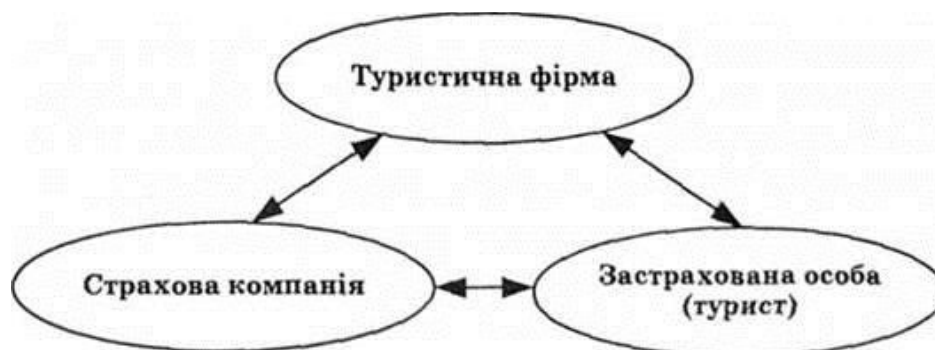 Туристична фірма
Страхова компанія
Застрахована особа
(турист)